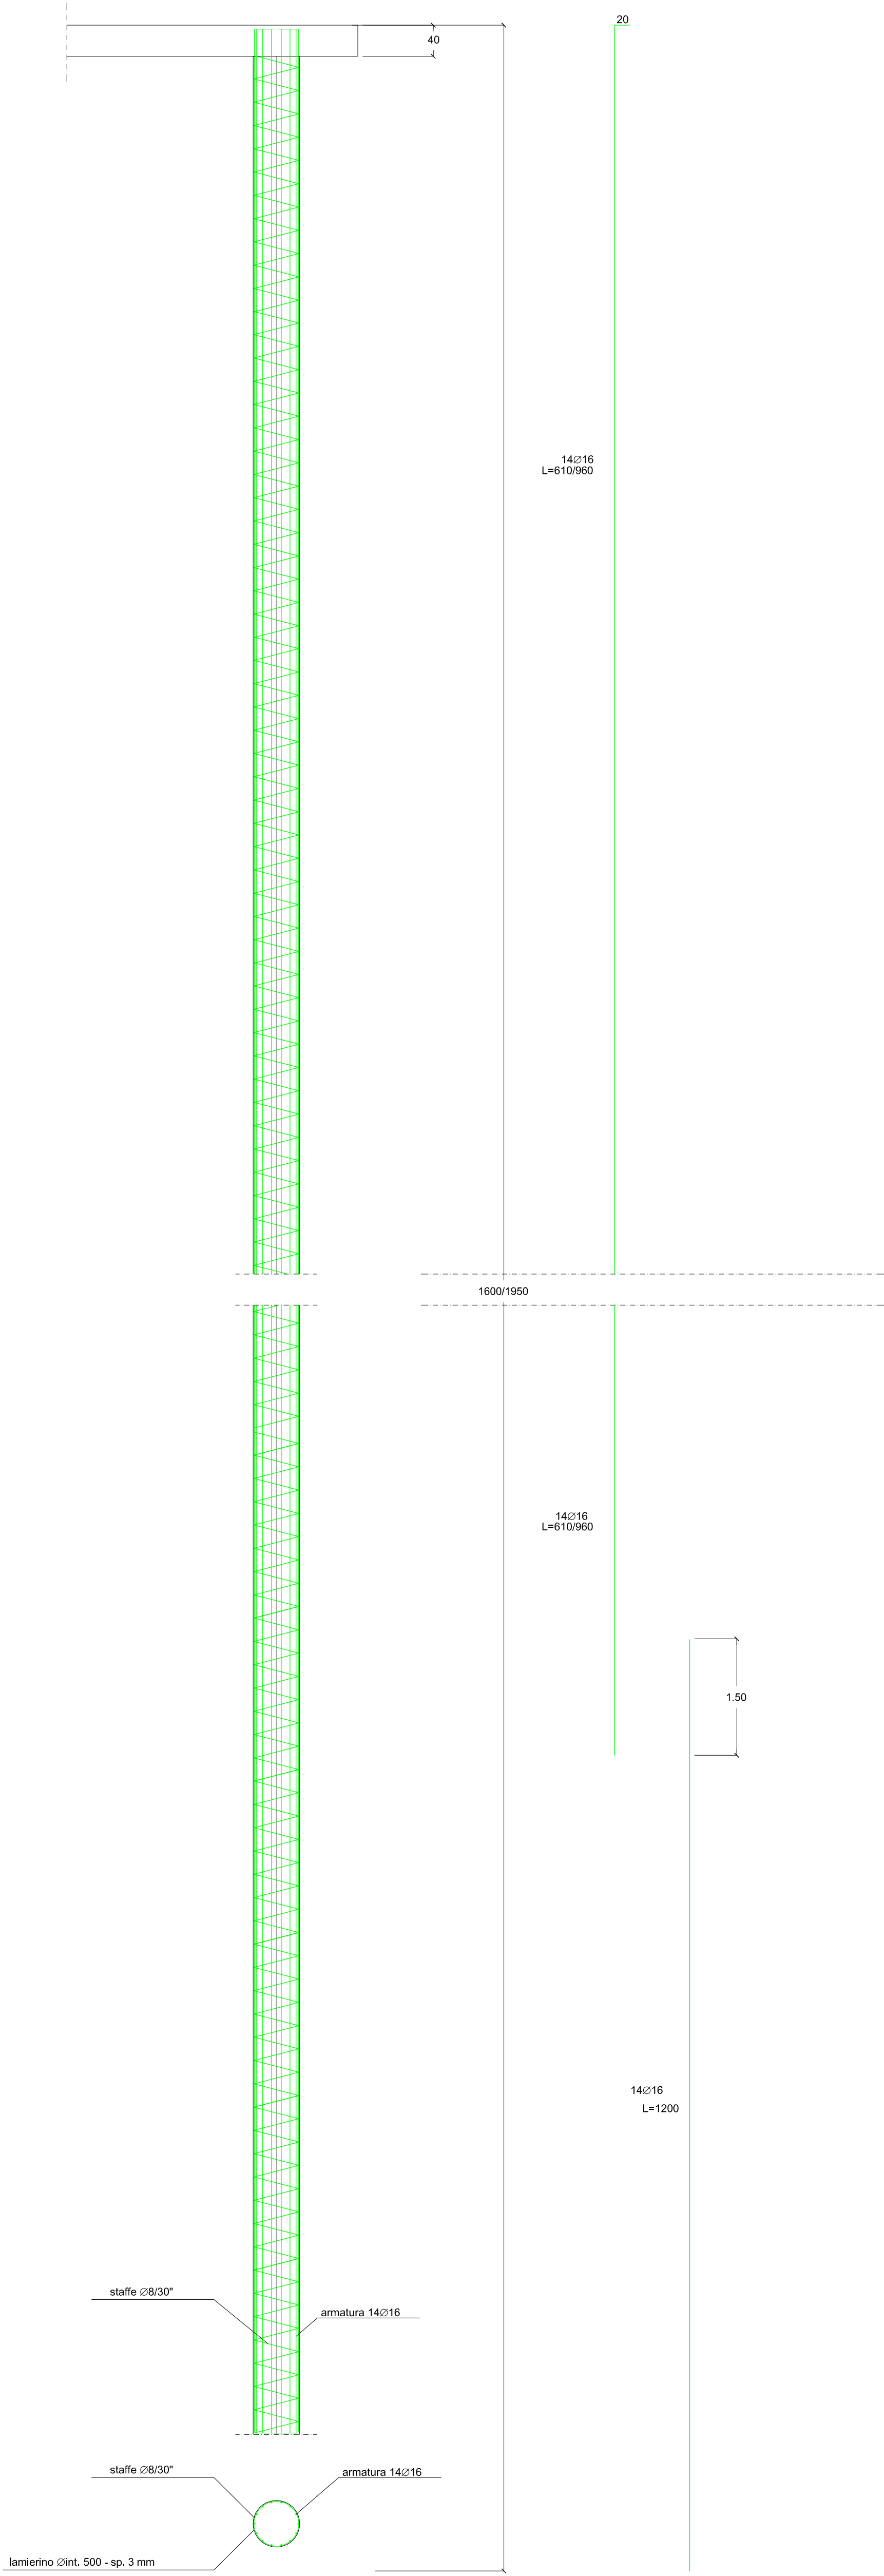 20
40
14∅16
L=610/960
1600/1950
14∅16
L=610/960
1.50
14∅16
L=1200
staffe ∅8/30"
armatura 14∅16
staffe ∅8/30"
armatura 14∅16
lamierino ∅int. 500 - sp. 3 mm